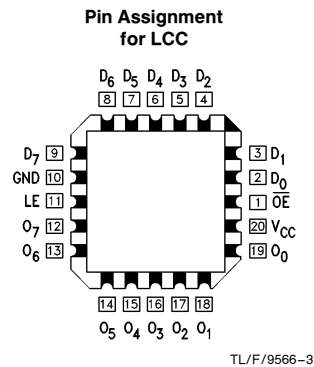 Pin Assignment
for LCC
D6 D5 D4 D3 D2
8 7 6 5 4
D7 9
3 D1
GND 10
2 D0
LE 11
1 O̅E̅
O7 12
20 VCC
O6 13
19 O0
14 15 16 17 18
O5 O4 O3 O2 O1
TL/F/9566–3